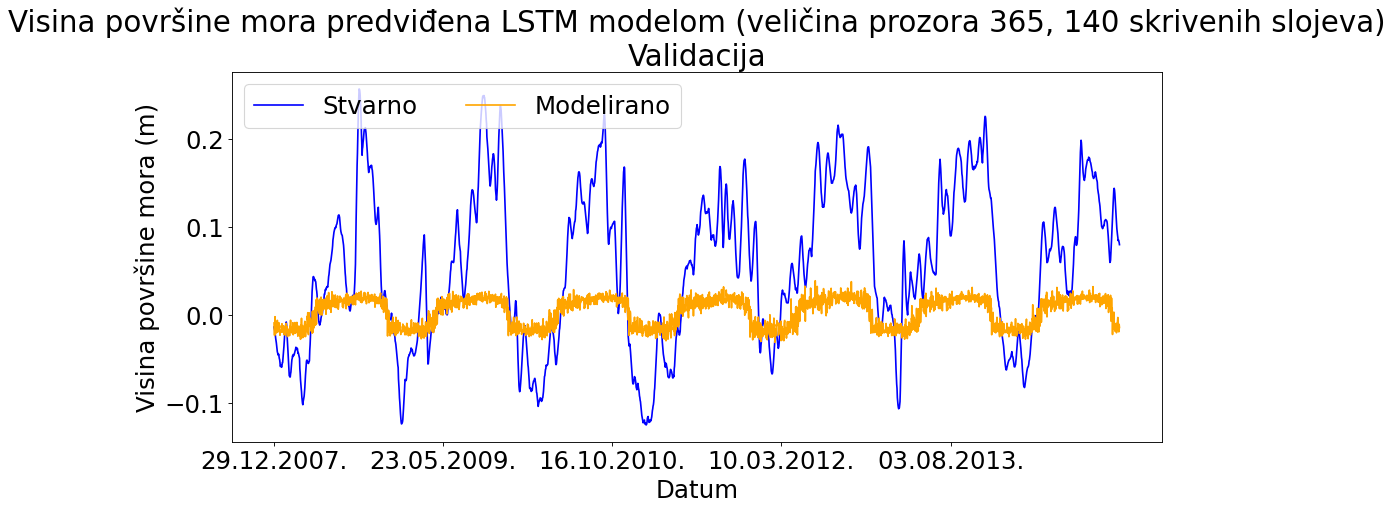 Visina površine mora predviđena LSTM modelom (veličina prozora 365, 140 skrivenih slojeva)
Validacija
Stvarno Modelirano
Visina površine mora (m)
0.2
0.1
0.0
−0.1
29.12.2007. 23.05.2009. 16.10.2010. 10.03.2012. 03.08.2013.
Datum